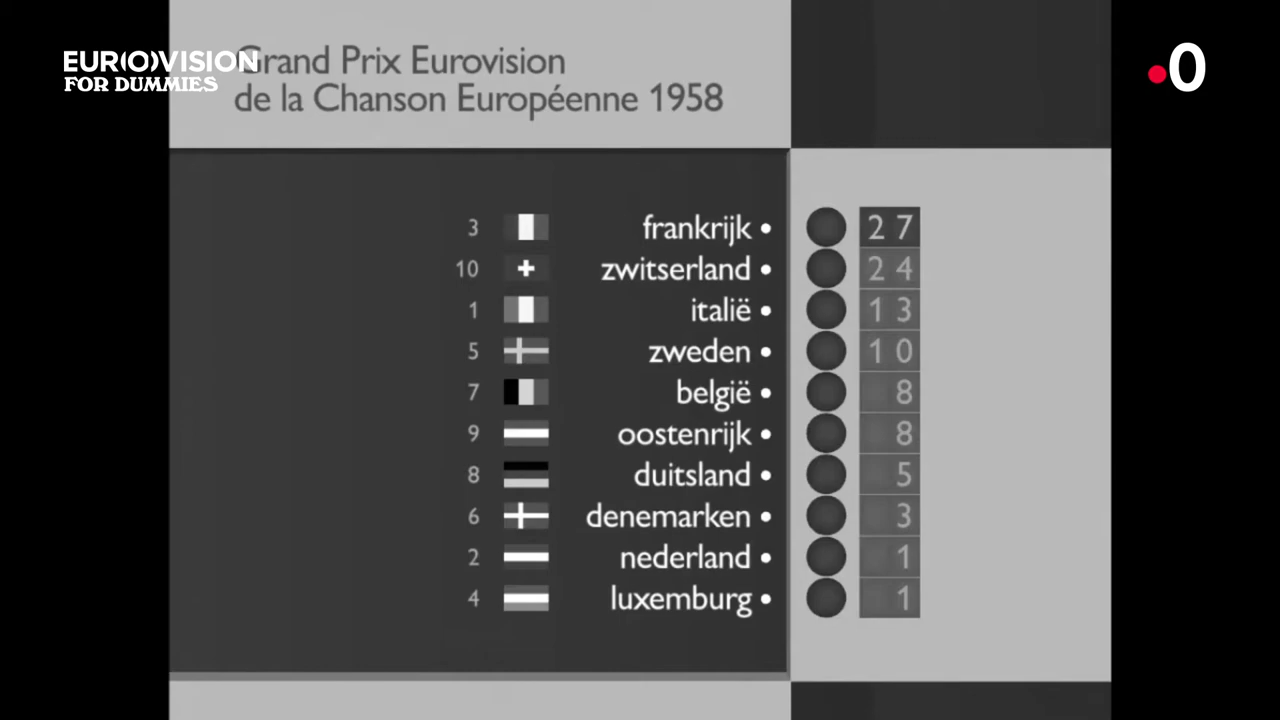 EUROVISION
FOR DUMMIES
Grand Prix Eurovision
de la Chanson Européenne 1958
0
3 frankrijk • 27
10 zwitserland • 24
1 italië • 13
5 zweden • 10
7 belgië • 8
9 oostenrijk • 8
8 duitsland • 5
6 denemarken • 3
2 nederland • 1
4 luxemburg • 1